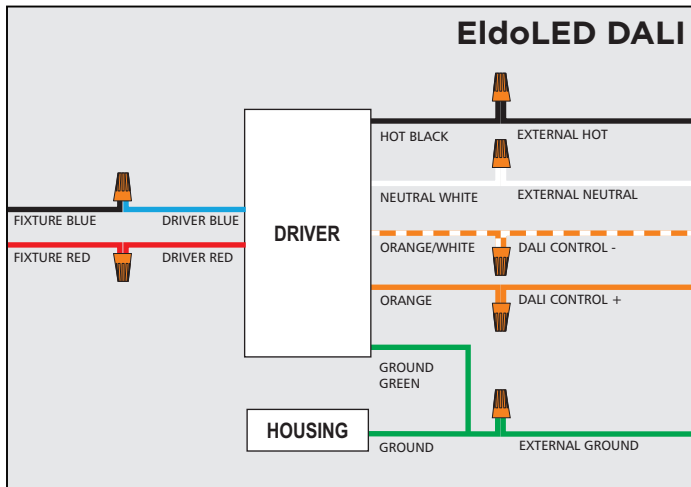 EldoLED DALI
HOT BLACK
EXTERNAL HOT
NEUTRAL WHITE
EXTERNAL NEUTRAL
FIXTURE BLUE
DRIVER BLUE
DRIVER
ORANGE/WHITE
DALI CONTROL -
FIXTURE RED
DRIVER RED
ORANGE
DALI CONTROL +
GROUND
GREEN
HOUSING
GROUND
EXTERNAL GROUND